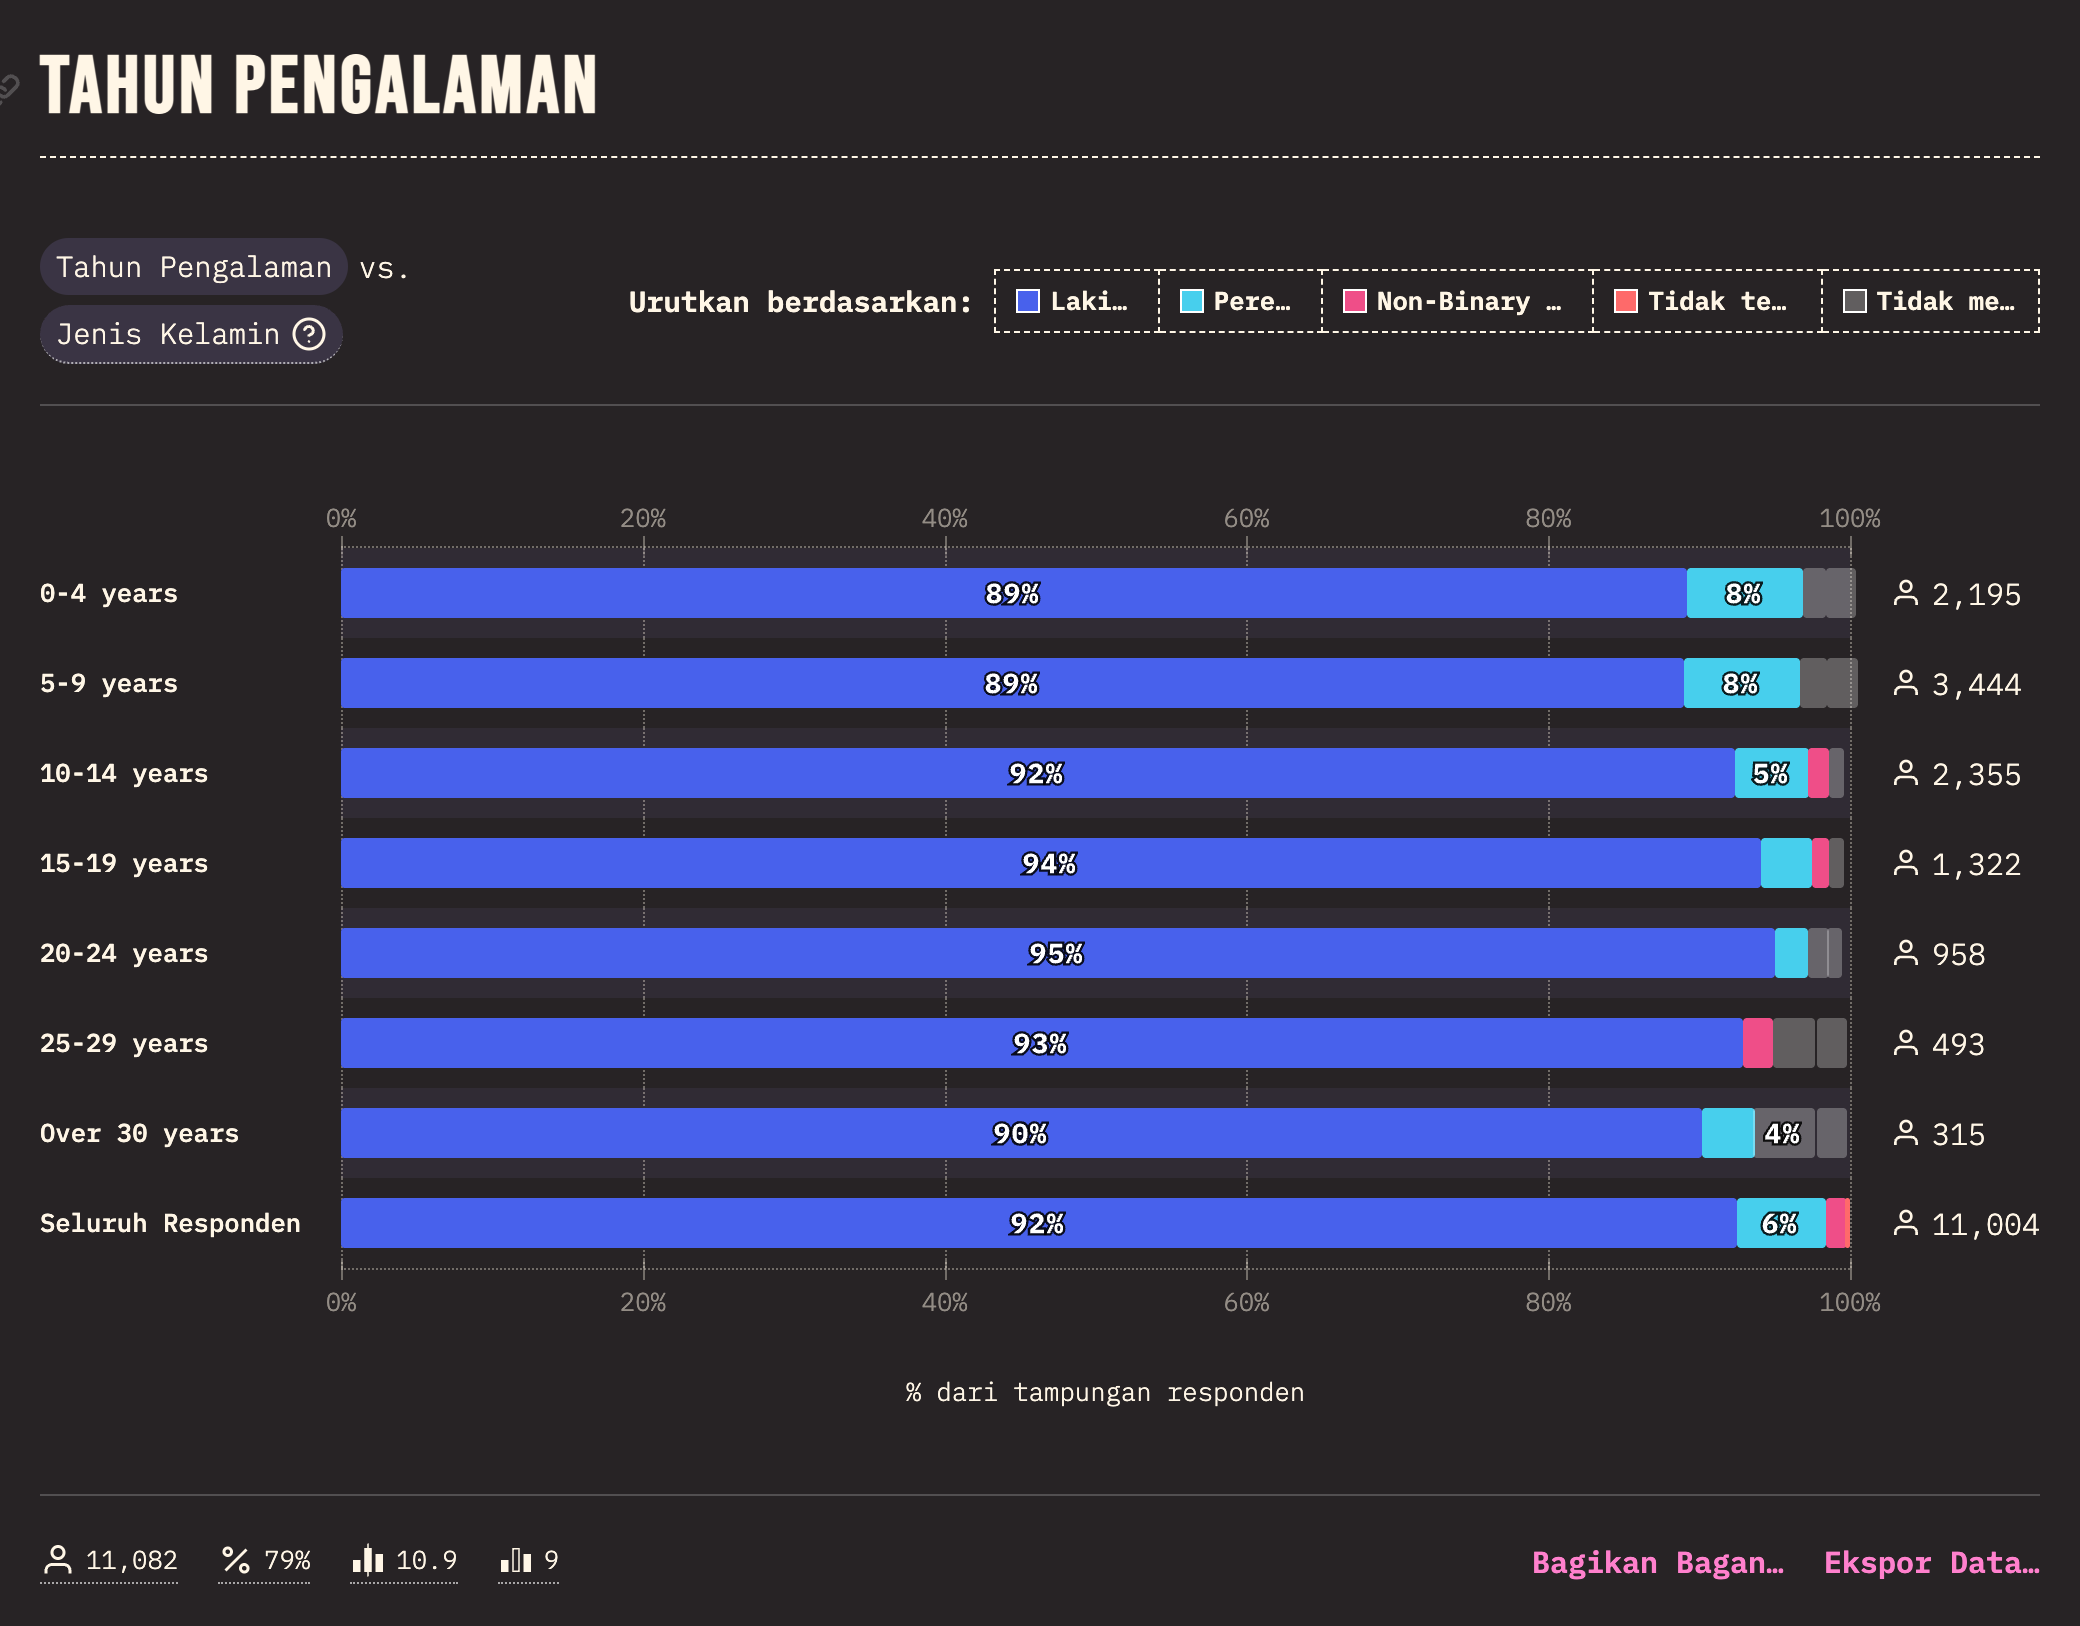 TAHUN PENGALAMAN
Tahun Pengalaman vs.
Jenis Kelamin ?
Urutkan berdasarkan: Laki… Pere… Non-Binary … Tidak te… Tidak me…
0% 20% 40% 60% 80% 100%
0-4 years 89% 8% 2,195
5-9 years 89% 8% 3,444
10-14 years 92% 5% 2,355
15-19 years 94% 1,322
20-24 years 95% 958
25-29 years 93% 493
Over 30 years 90% 4% 315
Seluruh Responden 92% 6% 11,004
0% 20% 40% 60% 80% 100%
% dari tampungan responden
11,082 % 79% 10.9 9
Bagikan Bagan… Ekspor Data…